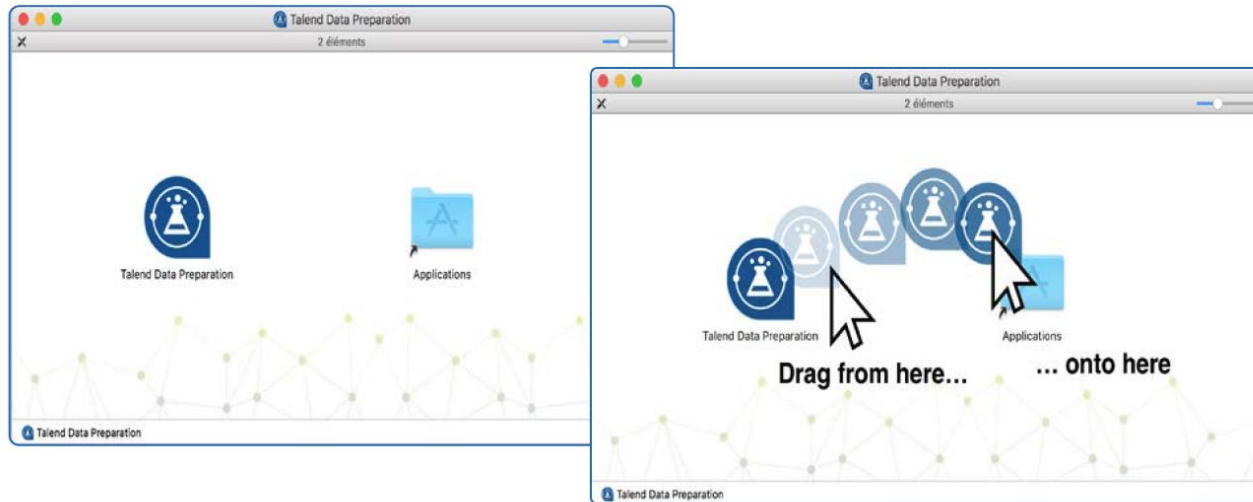 Talend Data Preparation
2 éléments
Talend Data Preparation
Applications
Talend Data Preparation
Talend Data Preparation
2 éléments
Talend Data Preparation
Applications
Drag from here...
... onto here
Talend Data Preparation